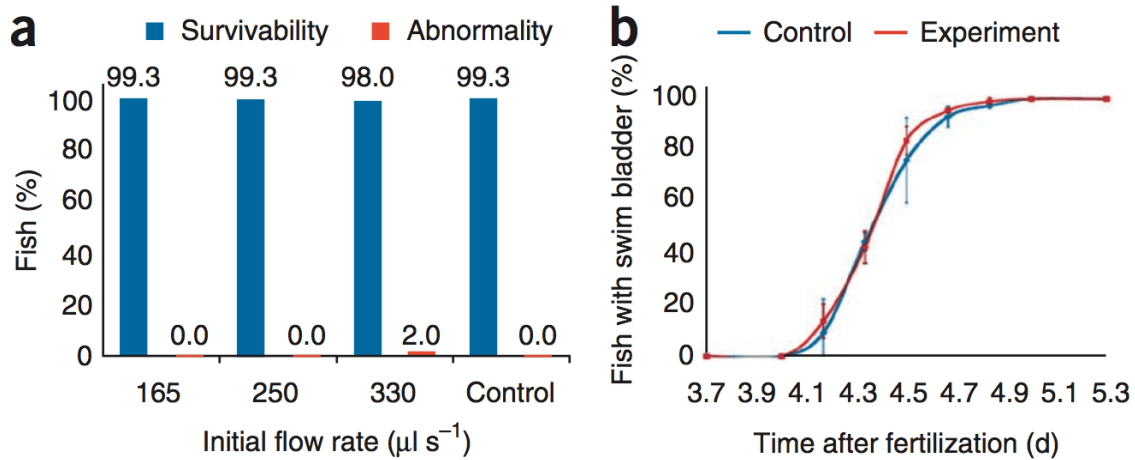 a
Survivability Abnormality
99.3 99.3 98.0 99.3
0.0 0.0 2.0 0.0
100
80
60
40
20
0
Fish (%)
165 250 330 Control
Initial flow rate (μl s⁻¹)
b
Control Experiment
100
80
60
40
20
0
Fish with swim bladder (%)
3.7 3.9 4.1 4.3 4.5 4.7 4.9 5.1 5.3
Time after fertilization (d)